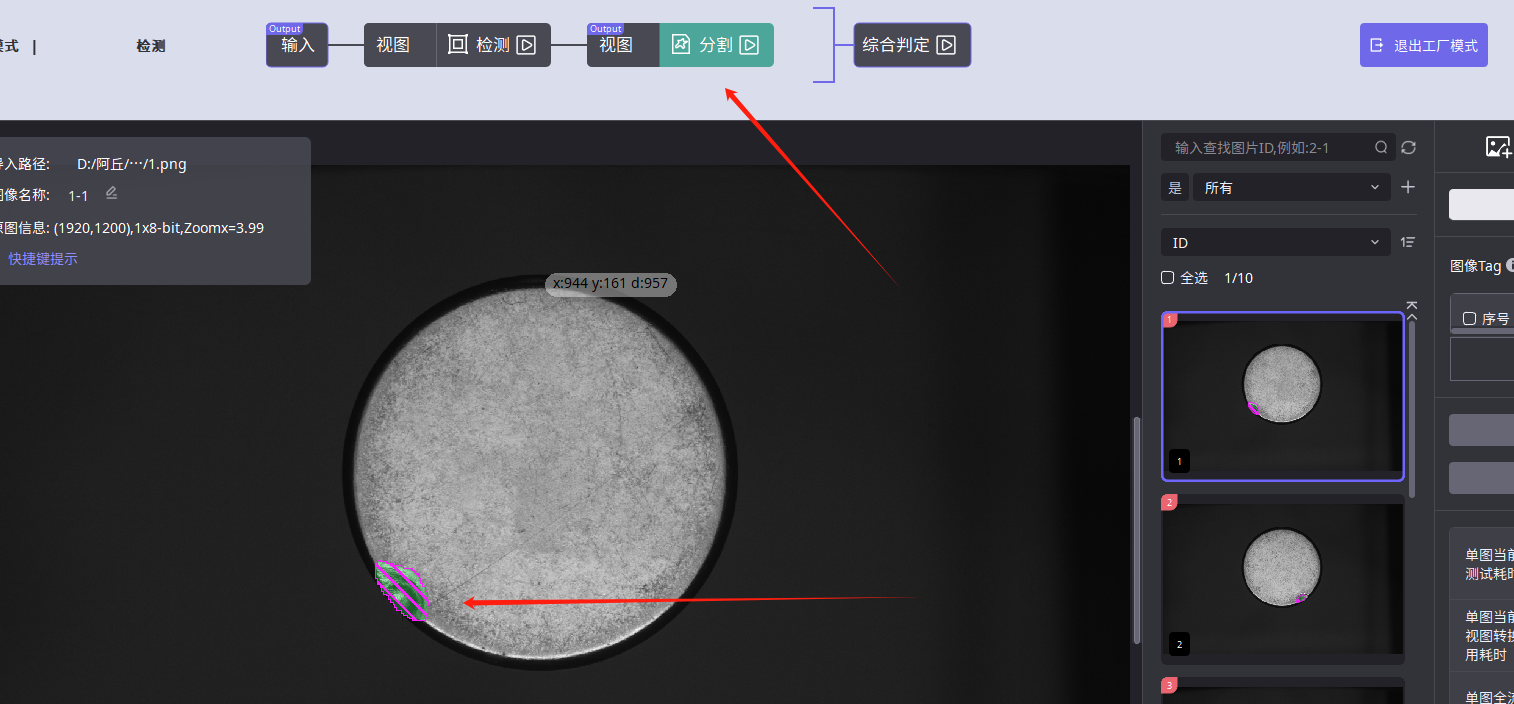 模式 | 检测
Output
输入
视图
检测
Output
视图
分割
综合判定
退出工厂模式
导入路径: D:/阿丘/···/1.png
图像名称: 1-1
原图信息: (1920,1200),1x8-bit,Zoomx=3.99
快捷键提示
x:944 y:161 d:957
输入查找图片ID,例如:2-1
是
所有
ID
全选 1/10
1
1
2
2
3
图像Tag
序号
单图当前
测试耗时
单图当前
视图转换
用耗时
单图全流